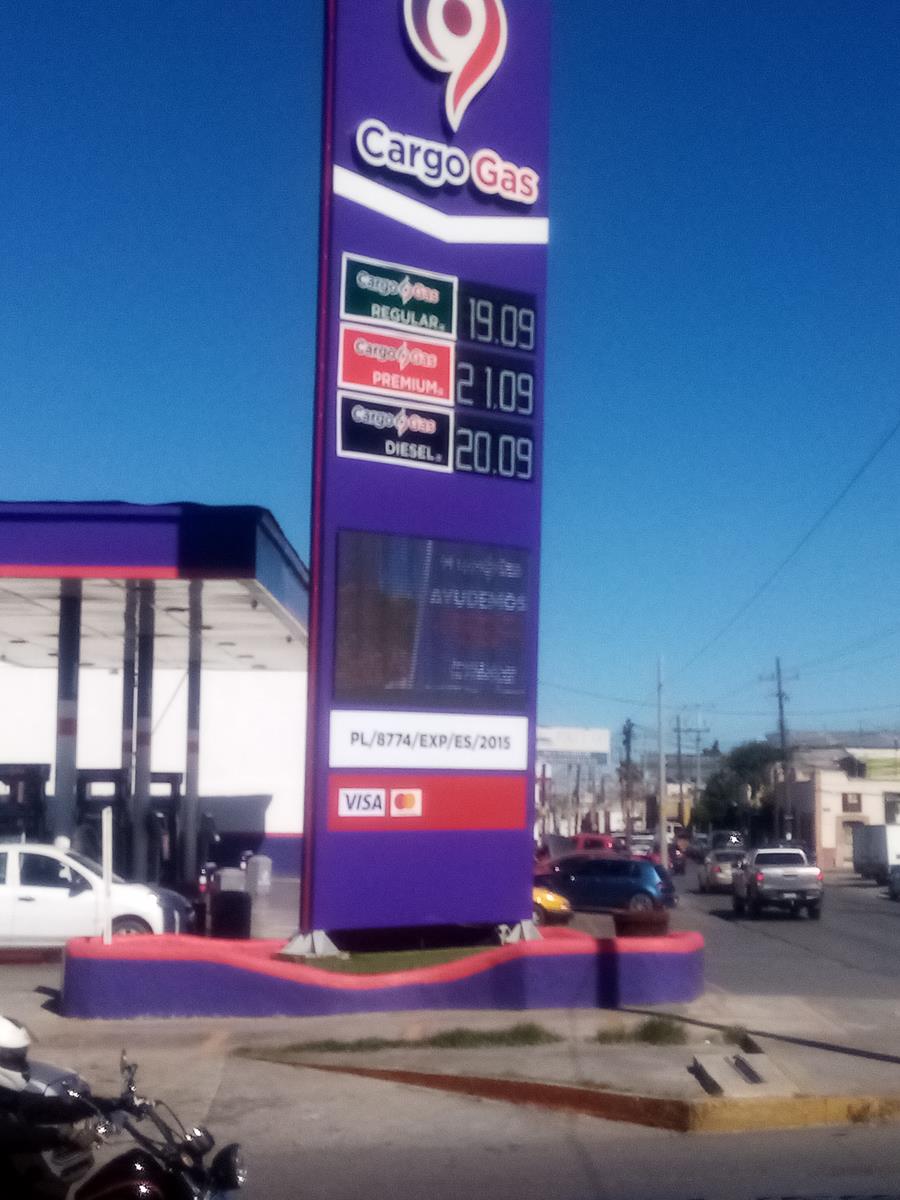 Cargo Gas
Cargo Gas
REGULAR
19.09
Cargo Gas
PREMIUM
21.09
Cargo Gas
DIESEL
20.09
AYUDEMOS
PL/8774/EXP/ES/2015
VISA